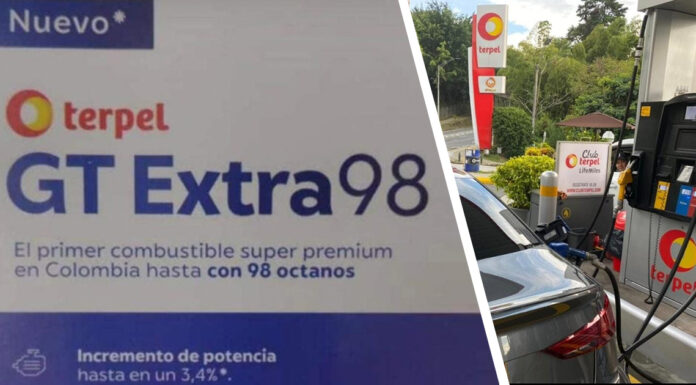 Nuevo*
terpel
GT Extra98
El primer combustible super premium
en Colombia hasta con 98 octanos
Incremento de potencia
hasta en un 3,4%*.
terpel
Club
terpel
LifeMiles
terpel